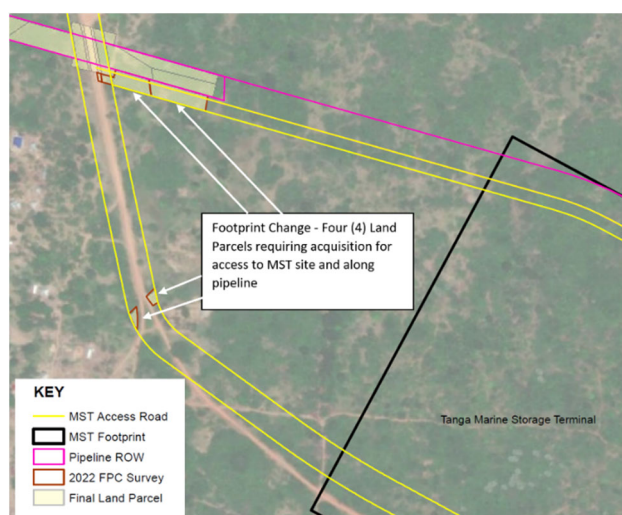 Footprint Change - Four (4) Land
Parcels requiring acquisition for
access to MST site and along
pipeline
KEY
MST Access Road
MST Footprint
Pipeline ROW
2022 FPC Survey
Final Land Parcel
Tanga Marine Storage Terminal